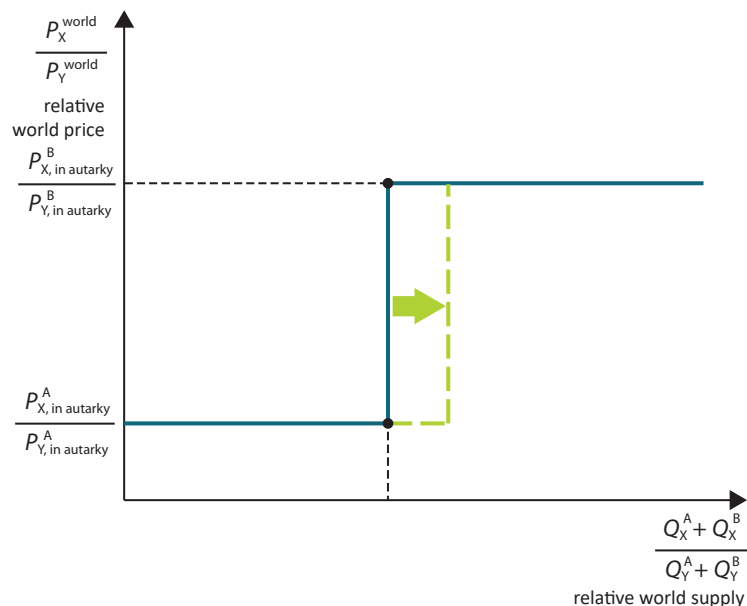 P_X^world
P_Y^world
relative
world price
P_X, in autarky^B
P_Y, in autarky^B
P_X, in autarky^A
P_Y, in autarky^A
Q_X^A + Q_X^B
Q_Y^A + Q_Y^B
relative world supply